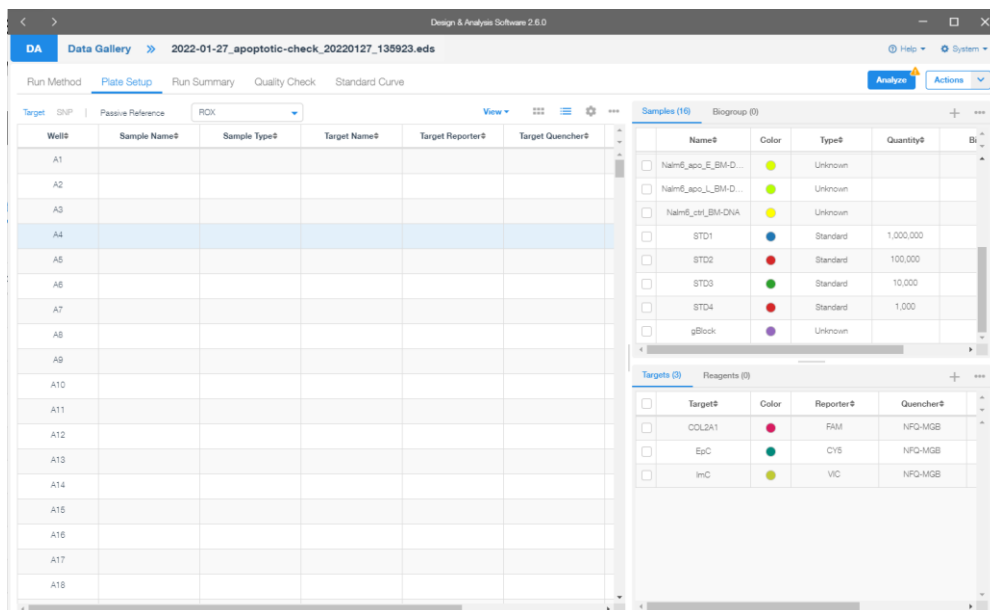 Design & Analysis Software 2.6.0
DA Data Gallery » 2022-01-27_apoptotic-check_20220127_135923.eds Help System
Run Method Plate Setup Run Summary Quality Check Standard Curve Analyze Actions
Target SNP | Passive Reference ROX View
Well Sample Name Sample Type Target Name Target Reporter Target Quencher
A1
A2
A3
A4
A5
A6
A7
A8
A9
A10
A11
A12
A13
A14
A15
A16
A17
A18
Samples (16) Biogroup (0)
Name Color Type Quantity Bi
Nalm6_apo_E_BM-D... Unknown
Nalm6_apo_L_BM-D... Unknown
Nalm6_ctrl_BM-DNA Unknown
STD1 Standard 1,000,000
STD2 Standard 100,000
STD3 Standard 10,000
STD4 Standard 1,000
gBlock Unknown
Targets (3) Reagents (0)
Target Color Reporter Quencher
COL2A1 FAM NFQ-MGB
EpC CY5 NFQ-MGB
ImC VIC NFQ-MGB